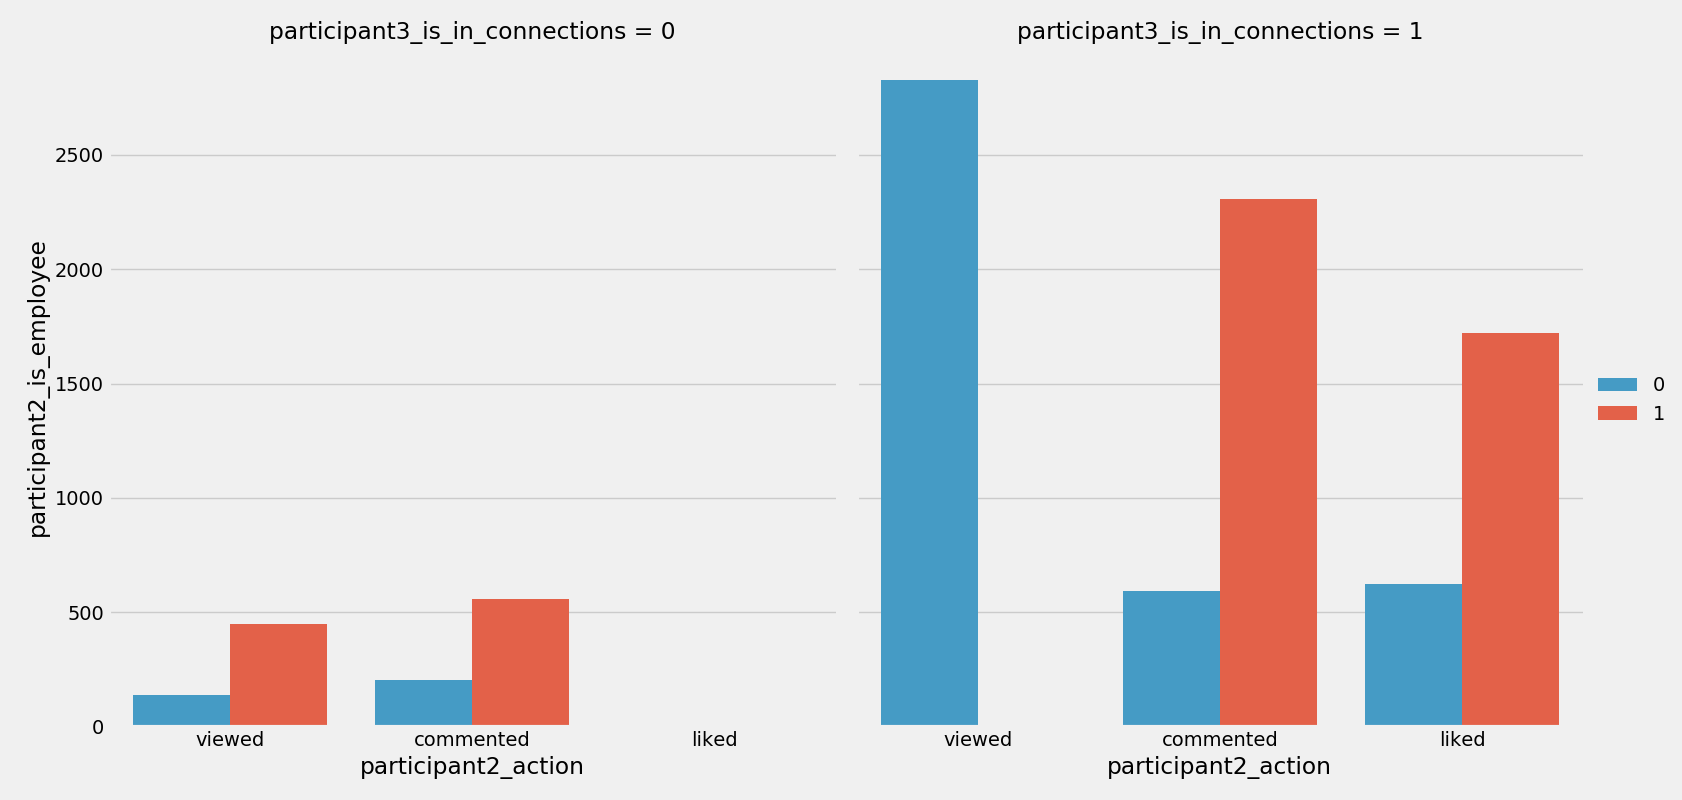 participant3_is_in_connections = 0
participant3_is_in_connections = 1
participant2_is_employee
2500
2000
1500
1000
500
0
viewed
commented
liked
viewed
commented
liked
participant2_action
participant2_action
0
1